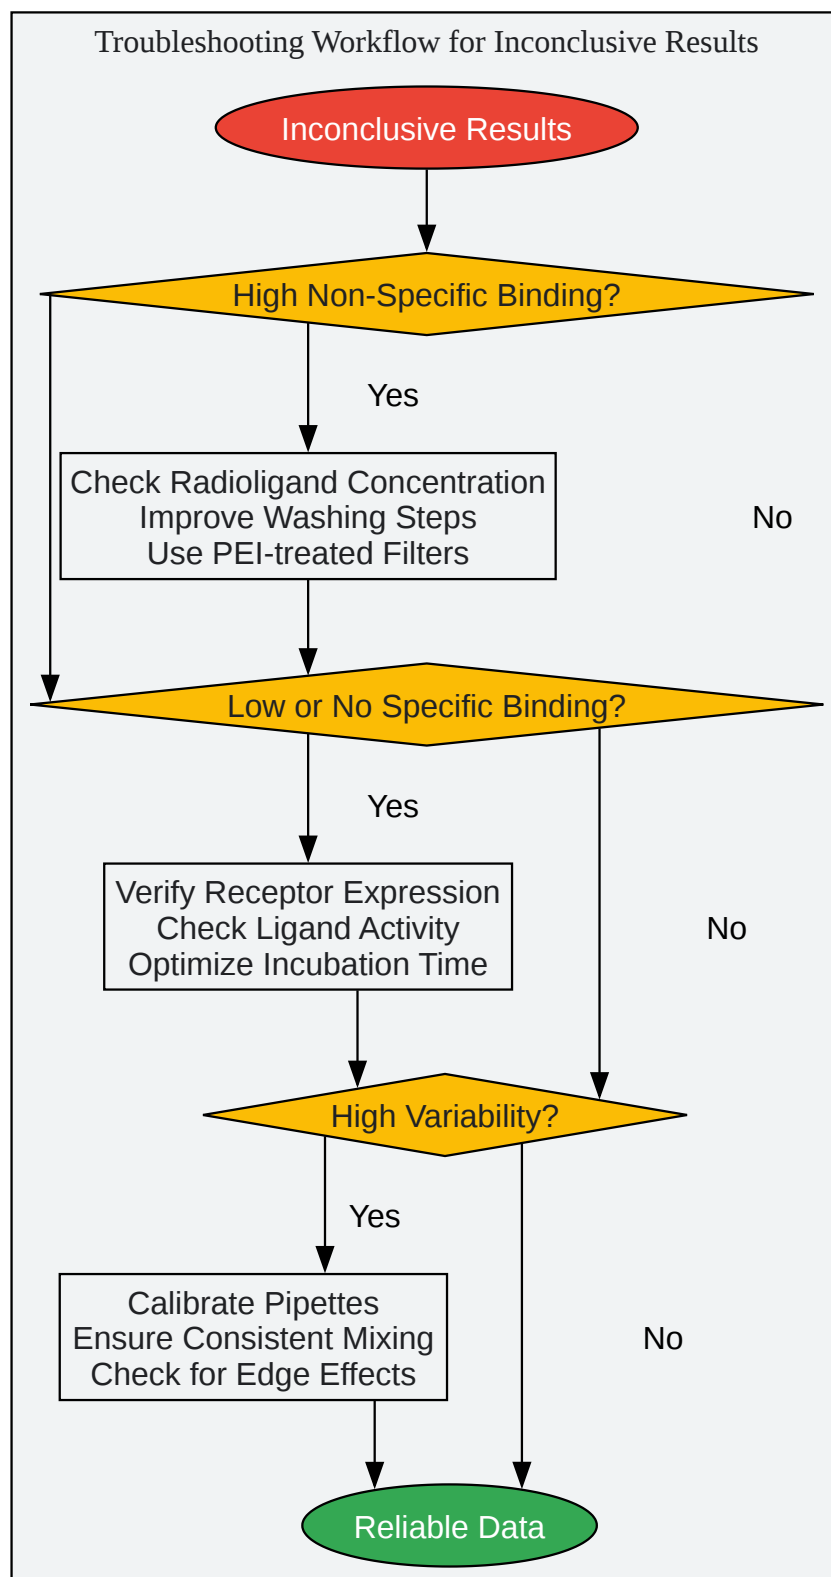 Troubleshooting Workflow for Inconclusive Results
Inconclusive Results
High Non-Specific Binding?
Yes
Check Radioligand Concentration
Improve Washing Steps
Use PEI-treated Filters
No
Low or No Specific Binding?
Yes
Verify Receptor Expression
Check Ligand Activity
Optimize Incubation Time
No
High Variability?
Yes
Calibrate Pipettes
Ensure Consistent Mixing
Check for Edge Effects
No
Reliable Data